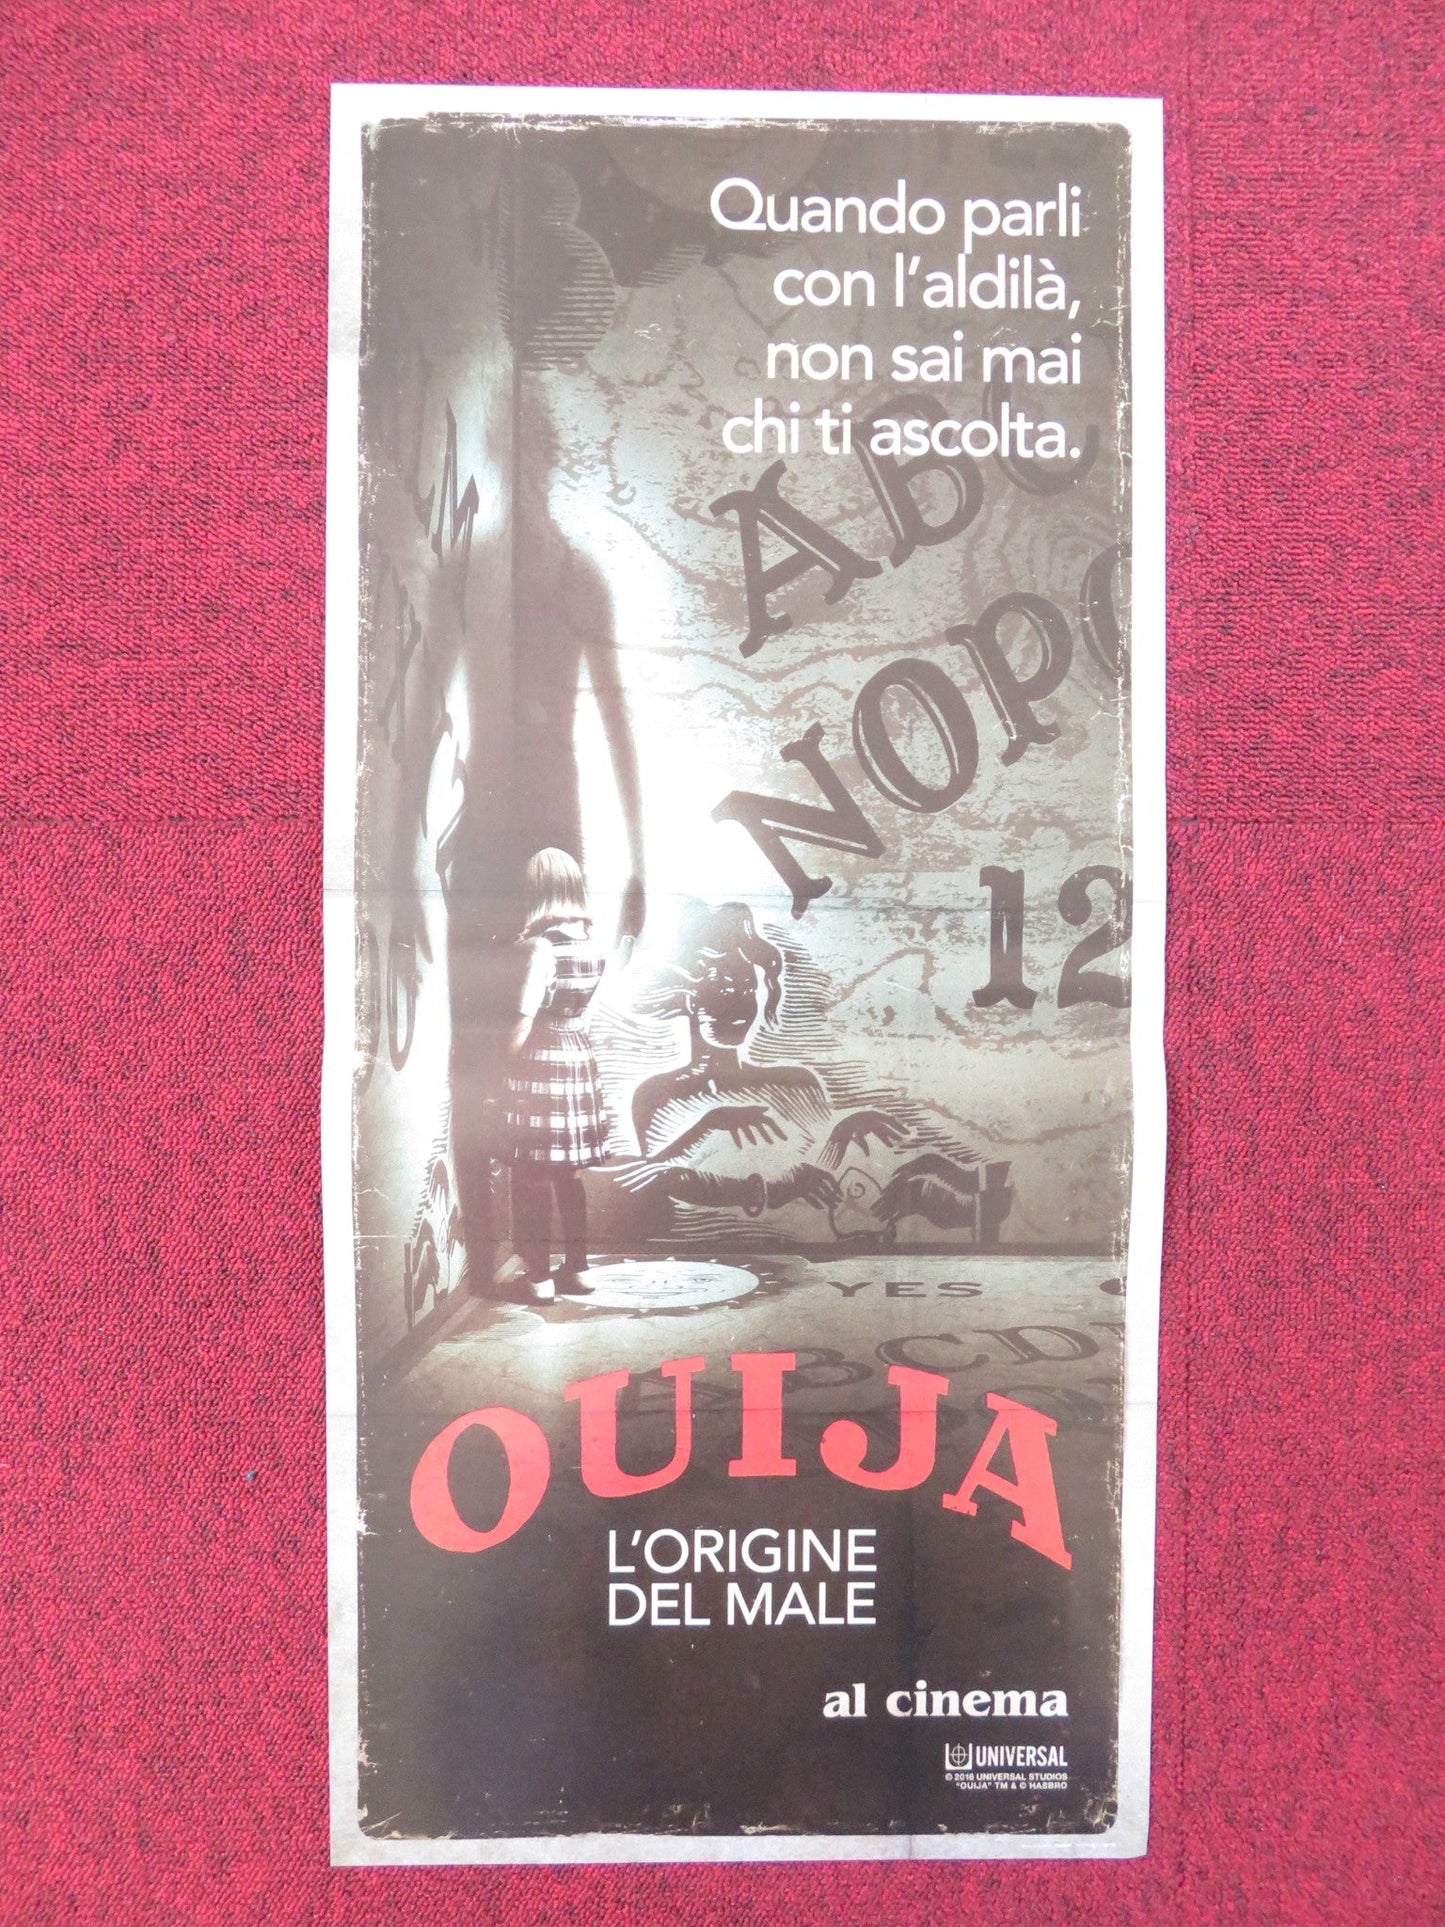 Quando parli
con l'aldilà,
non sai mai
chi ti ascolta.
ABC
NOPQ
12
YES
ABCD
OUIJA
L'ORIGINE
DEL MALE
al cinema
UNIVERSAL
© 2016 UNIVERSAL STUDIOS
"OUIJA" TM & © HASBRO